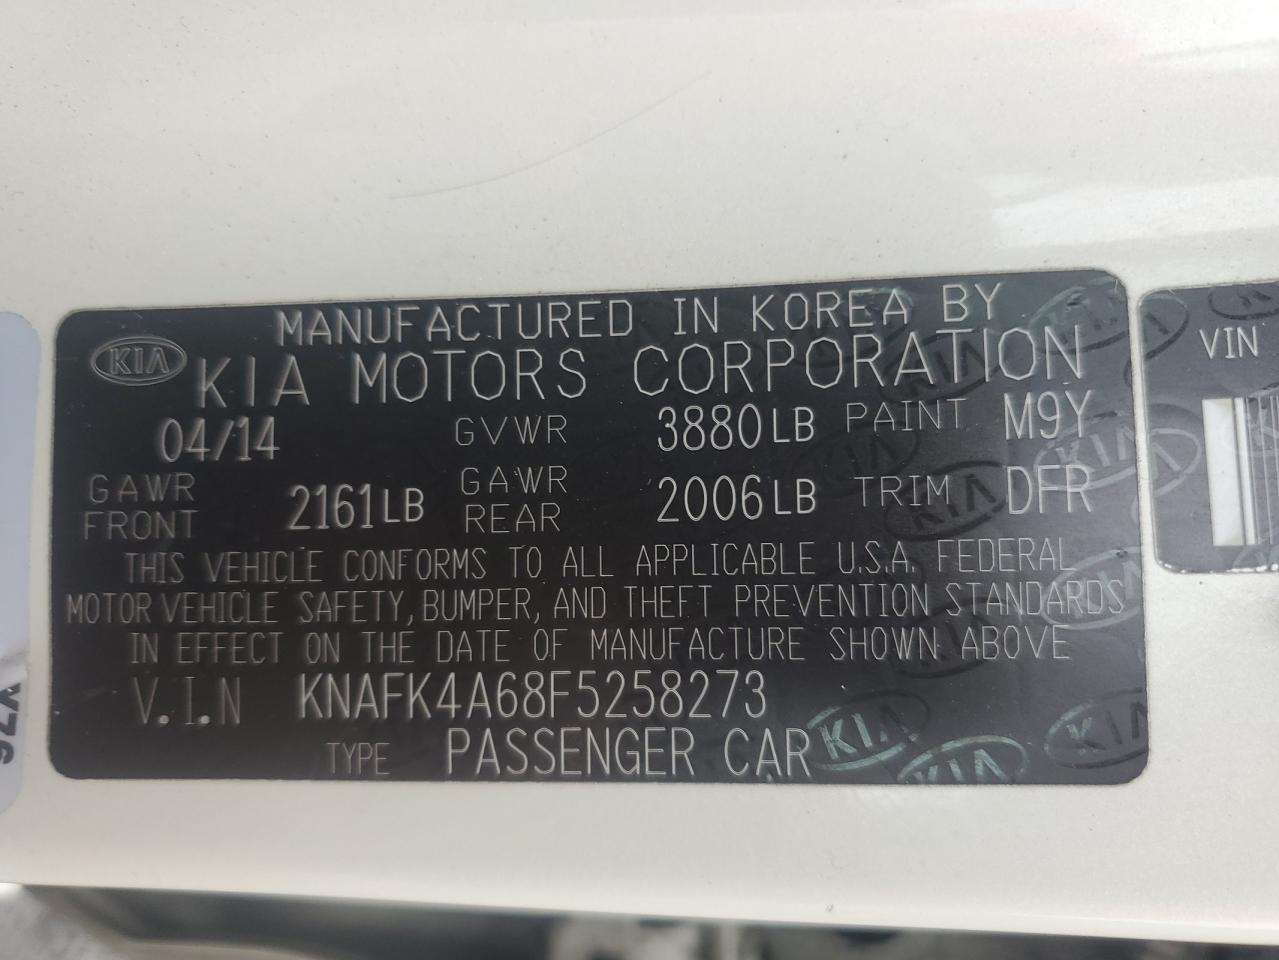 MANUFACTURED IN KOREA BY
KIA KIA MOTORS CORPORATION
04/14 GVWR 3880LB PAINT M9Y
GAWR FRONT 2161LB GAWR REAR 2006LB TRIM DFR
THIS VEHICLE CONFORMS TO ALL APPLICABLE U.S.A. FEDERAL
MOTOR VEHICLE SAFETY, BUMPER, AND THEFT PREVENTION STANDARDS
IN EFFECT ON THE DATE OF MANUFACTURE SHOWN ABOVE
V.I.N KNAFK4A68F5258273
TYPE PASSENGER CAR
VIN